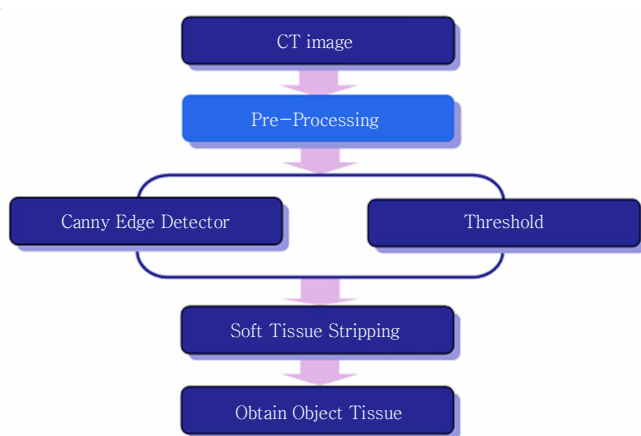 CT image
Pre-Processing
Canny Edge Detector
Threshold
Soft Tissue Stripping
Obtain Object Tissue